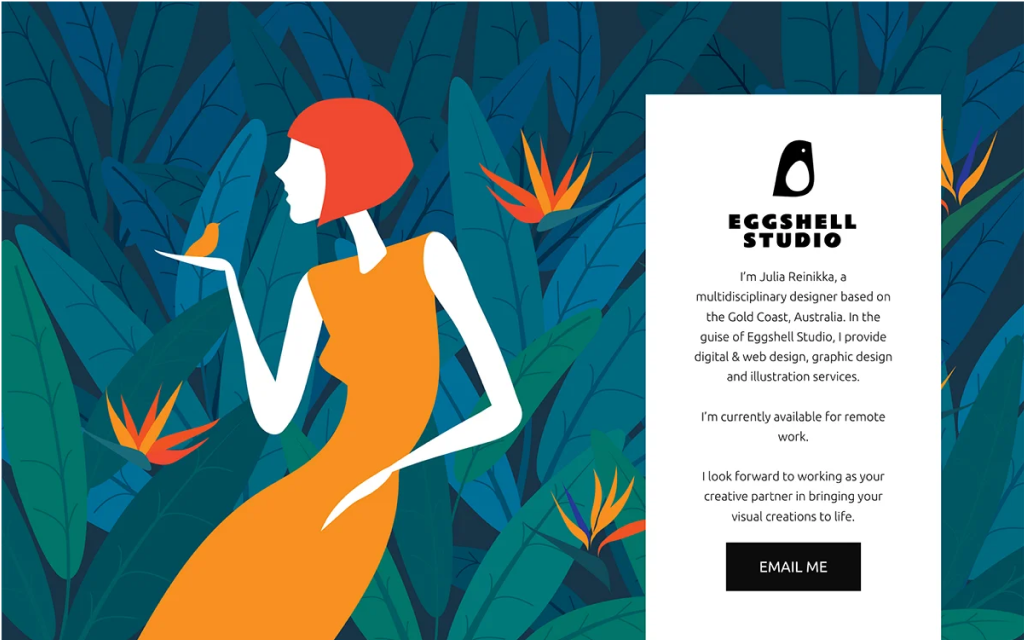 EGGSHELL
STUDIO
I'm Julia Reinikka, a
multidisciplinary designer based on
the Gold Coast, Australia. In the
guise of Eggshell Studio, I provide
digital & web design, graphic design
and illustration services.
I'm currently available for remote
work.
I look forward to working as your
creative partner in bringing your
visual creations to life.
EMAIL ME